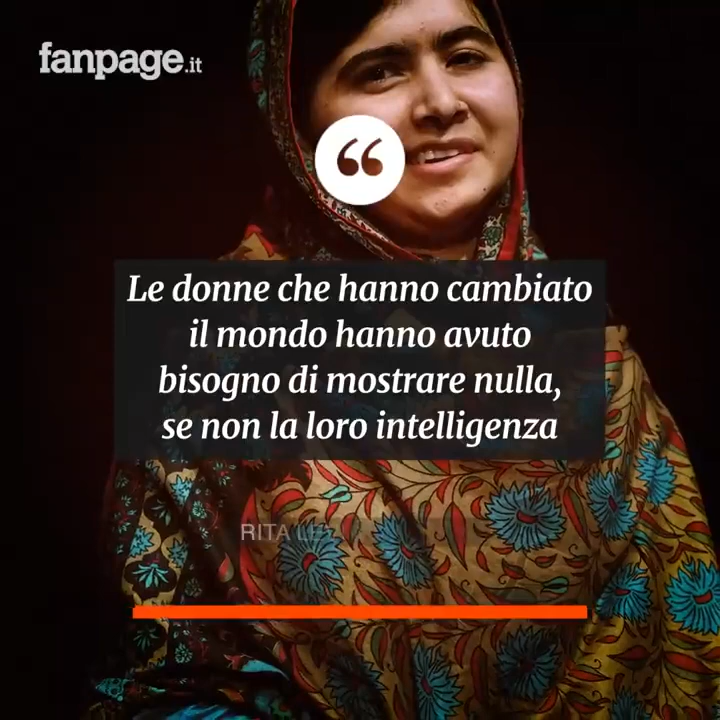 fanpage.it
“
Le donne che hanno cambiato
il mondo hanno avuto
bisogno di mostrare nulla,
se non la loro intelligenza
RITA LE